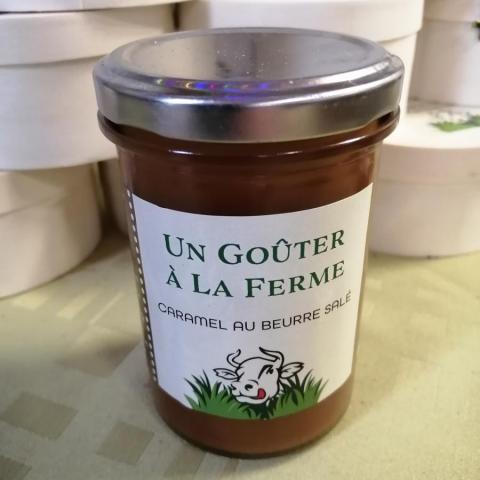 UN GOÛTER
À LA FERME
CARAMEL AU BEURRE SALÉ